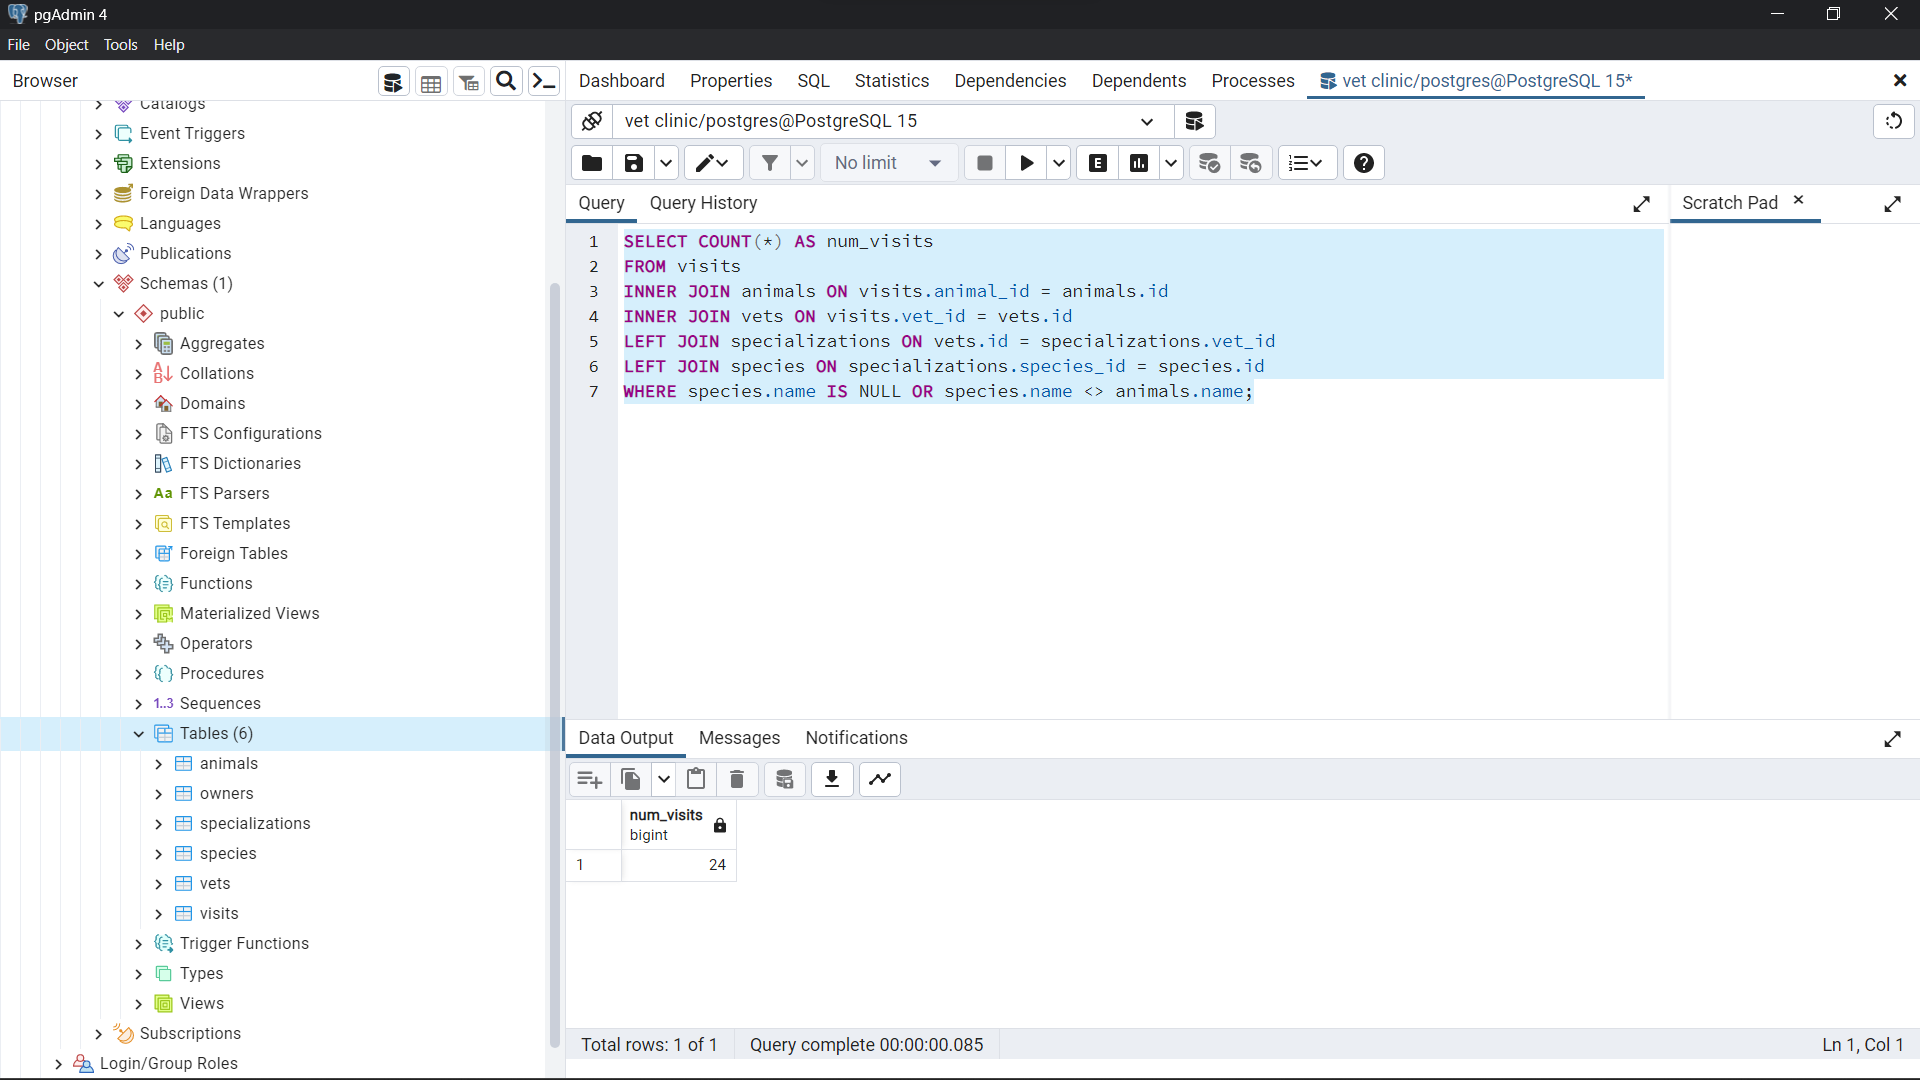 pgAdmin 4
File Object Tools Help
Browser
Dashboard Properties SQL Statistics Dependencies Dependents Processes vet clinic/postgres@PostgreSQL 15*
Catalogs
Event Triggers
Extensions
Foreign Data Wrappers
Languages
Publications
Schemas (1)
public
Aggregates
Collations
Domains
FTS Configurations
FTS Dictionaries
Aa FTS Parsers
FTS Templates
Foreign Tables
Functions
Materialized Views
Operators
Procedures
1..3 Sequences
Tables (6)
animals
owners
specializations
species
vets
visits
Trigger Functions
Types
Views
Subscriptions
Login/Group Roles
vet clinic/postgres@PostgreSQL 15
No limit
E
Query Query History
Scratch Pad
1 SELECT COUNT(*) AS num_visits
2 FROM visits
3 INNER JOIN animals ON visits.animal_id = animals.id
4 INNER JOIN vets ON visits.vet_id = vets.id
5 LEFT JOIN specializations ON vets.id = specializations.vet_id
6 LEFT JOIN species ON specializations.species_id = species.id
7 WHERE species.name IS NULL OR species.name <> animals.name;
Data Output Messages Notifications
num_visits
bigint
1 24
Total rows: 1 of 1 Query complete 00:00:00.085 Ln 1, Col 1